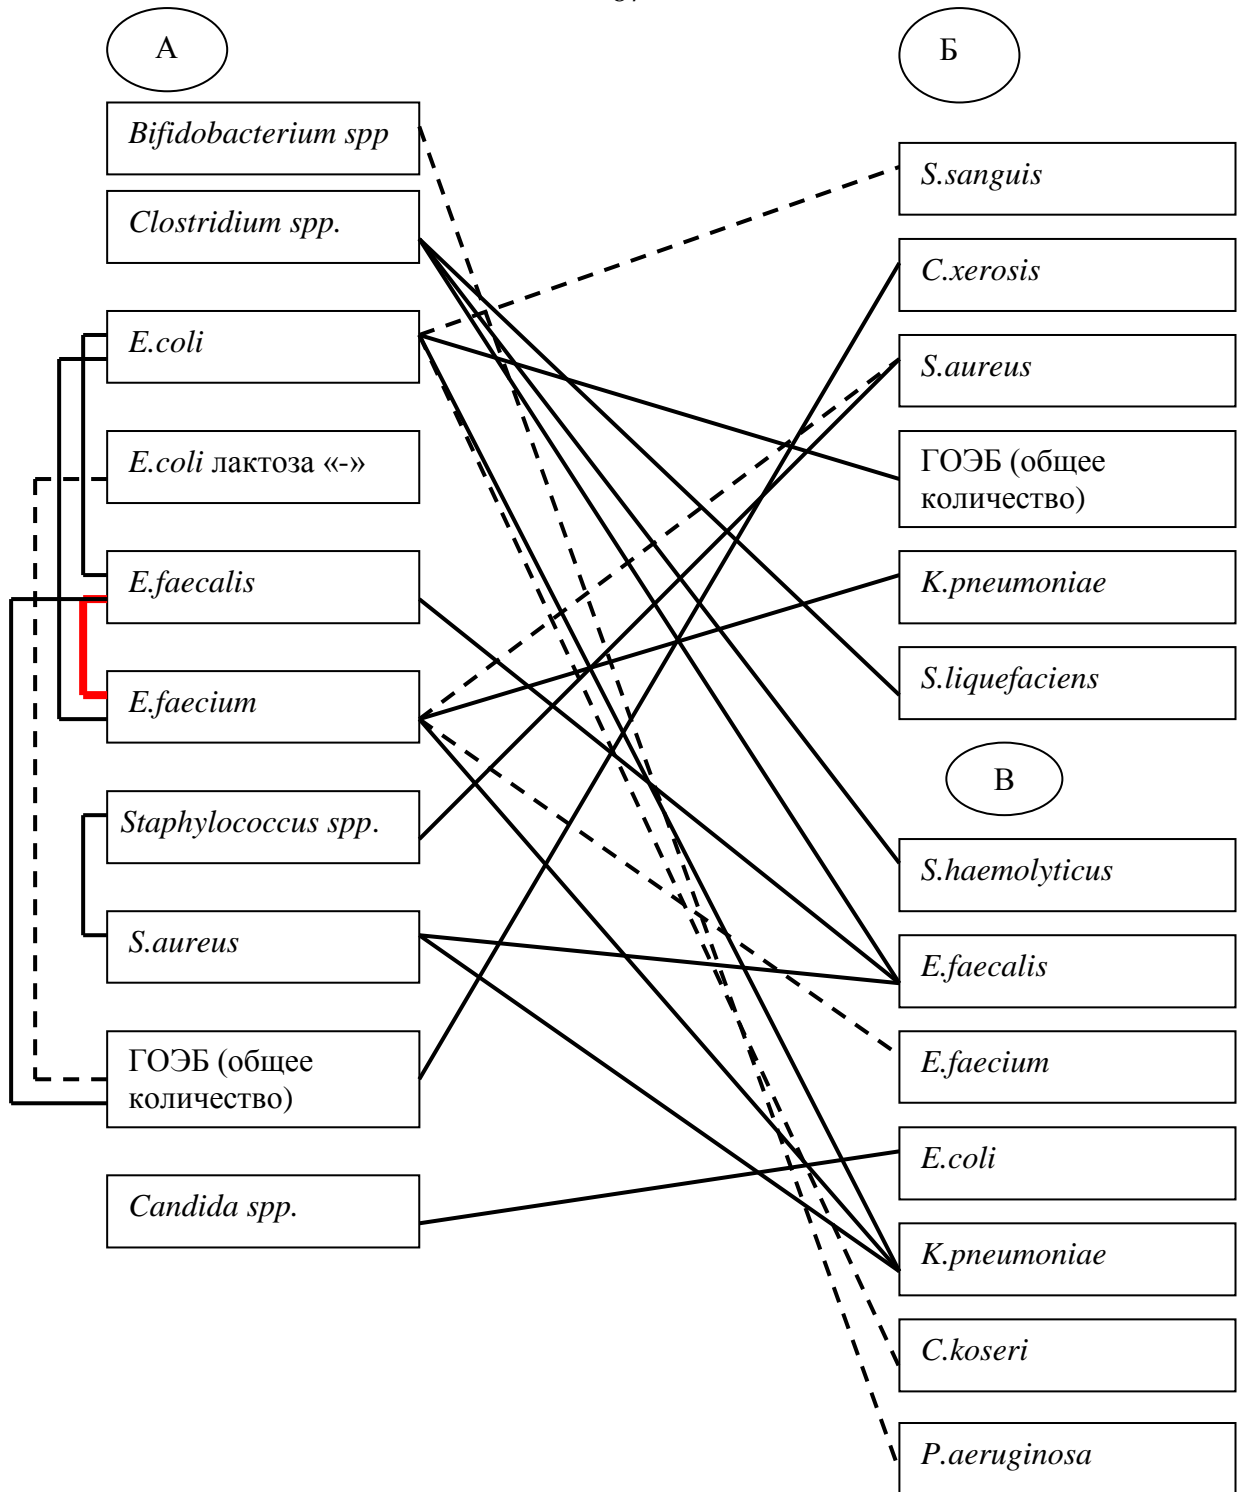 А
Bifidobacterium spp
Clostridium spp.
E.coli
E.coli лактоза «-»
E.faecalis
E.faecium
Staphylococcus spp.
S.aureus
ГОЭБ (общее
количество)
Candida spp.
Б
S.sanguis
C.xerosis
S.aureus
ГОЭБ (общее
количество)
K.pneumoniae
S.liquefaciens
В
S.haemolyticus
E.faecalis
E.faecium
E.coli
K.pneumoniae
C.koseri
P.aeruginosa